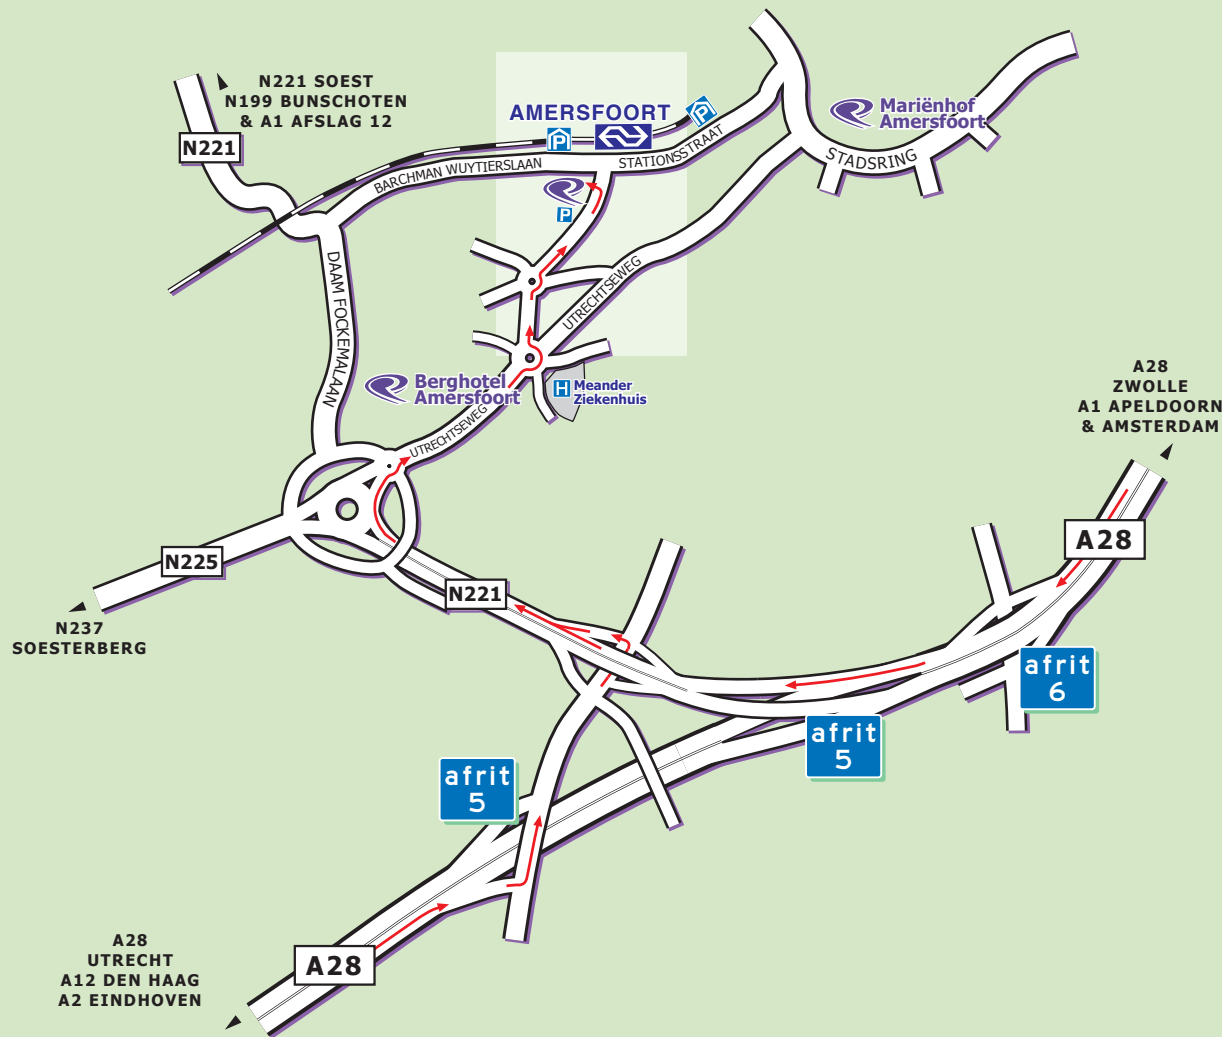 N221 SOEST
N199 BUNSCHOTEN
& A1 AFSLAG 12
N221
AMERSFOORT
P
P
Mariënhof
Amersfoort
STADSRING
STATIONSSTRAAT
BARCHMAN WUYTIERSLAAN
P
DAAM FOCKEMALAAN
UTRECHTSEWEG
Berghotel
Amersfoort
H
Meander
Ziekenhuis
UTRECHTSEWEG
A28
ZWOLLE
A1 APELDOORN
& AMSTERDAM
A28
N225
N221
N237
SOESTERBERG
afrit
6
afrit
5
afrit
5
A28
A28
UTRECHT
A12 DEN HAAG
A2 EINDHOVEN